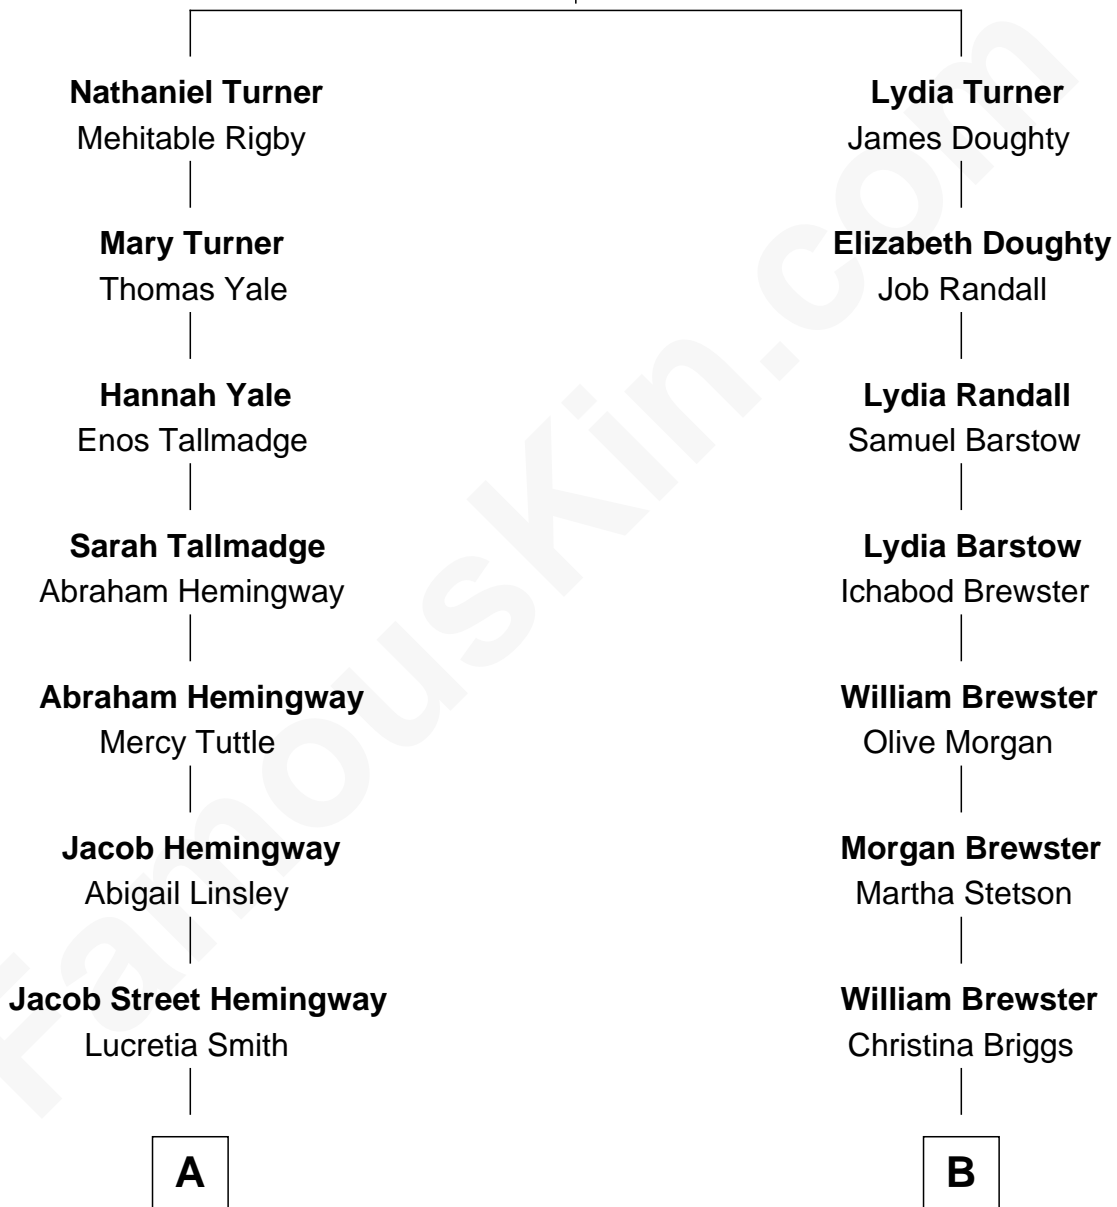 Nathaniel Turner
Mehitable Rigby
Mary Turner
Thomas Yale
Hannah Yale
Enos Tallmadge
Sarah Tallmadge
Abraham Hemingway
Abraham Hemingway
Mercy Tuttle
Jacob Hemingway
Abigail Linsley
Jacob Street Hemingway
Lucretia Smith
A
Lydia Turner
James Doughty
Elizabeth Doughty
Job Randall
Lydia Randall
Samuel Barstow
Lydia Barstow
Ichabod Brewster
William Brewster
Olive Morgan
Morgan Brewster
Martha Stetson
William Brewster
Christina Briggs
B
FamousKin.com